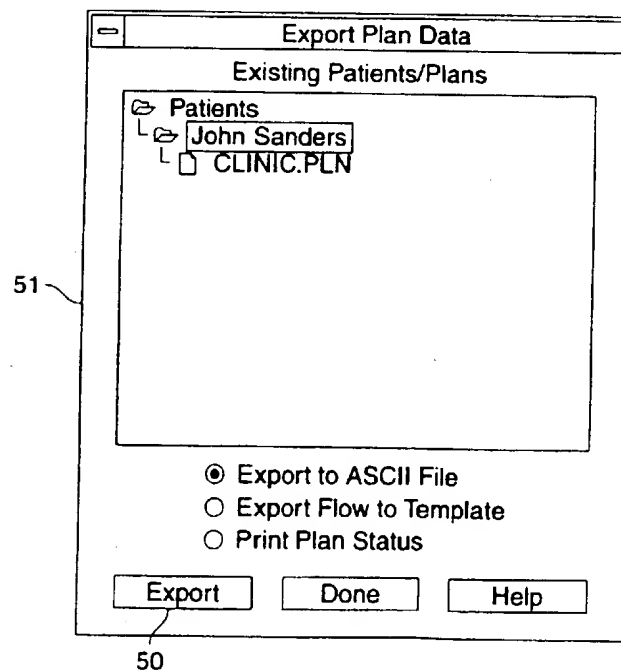 Export Plan Data
Existing Patients/Plans
Patients
John Sanders
CLINIC.PLN
51
Export to ASCII File
Export Flow to Template
Print Plan Status
Export Done Help
50